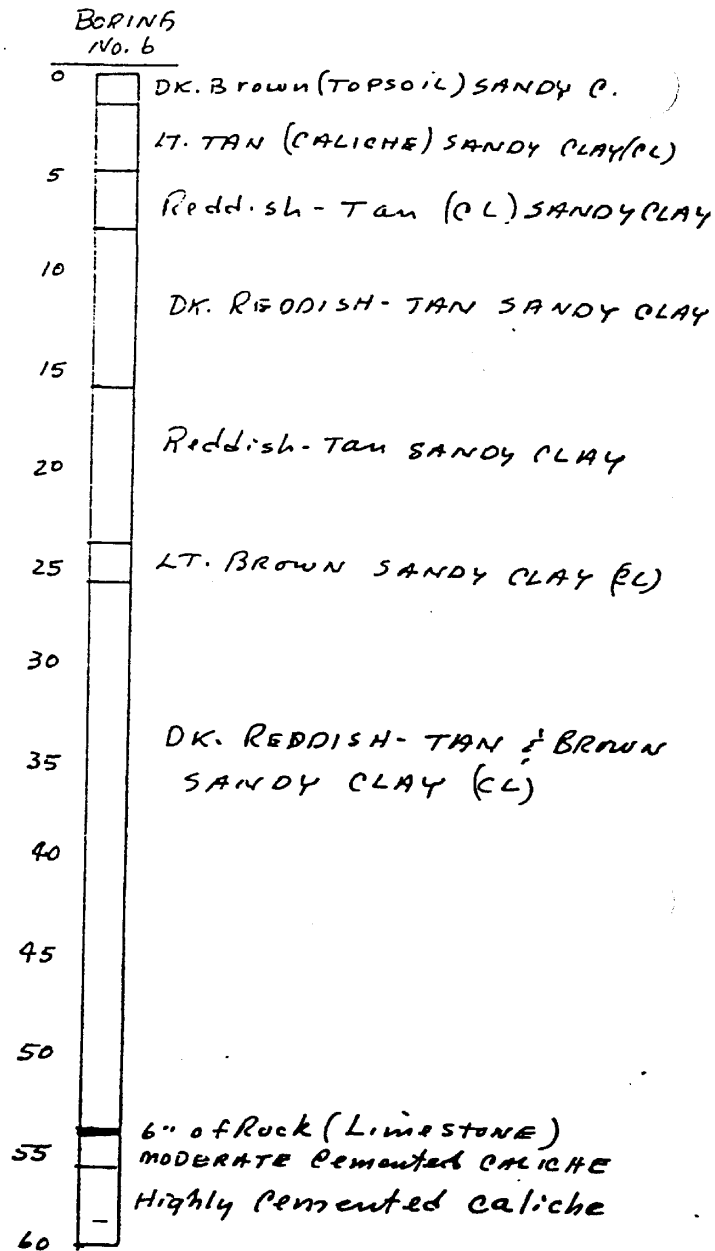 BORING
No. 6
0
DK. Brown (TOPSOIL) SANDY C.
LT. TAN (CALICHE) SANDY CLAY (CL)
5
Reddish - Tan (CL) SANDY CLAY
10
DK. REDDISH - TAN SANDY CLAY
15
Reddish - Tan SANDY CLAY
20
25
LT. BROWN SANDY CLAY (CL)
30
DK. REDDISH - TAN & BROWN
35
SANDY CLAY (CL)
40
45
50
6" of Rock (LimeSTONE)
55
MODERATE Cemented CALICHE
Highly Cemented caliche
60